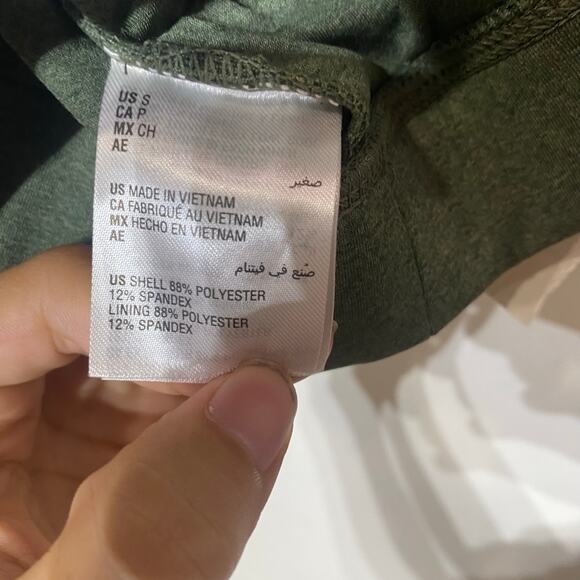 US S
CA P
MX CH
AE
صغير
US MADE IN VIETNAM
CA FABRIQUÉ AU VIETNAM
MX HECHO EN VIETNAM
AE
صنع في فيتنام
US SHELL 88% POLYESTER
12% SPANDEX
LINING 88% POLYESTER
12% SPANDEX